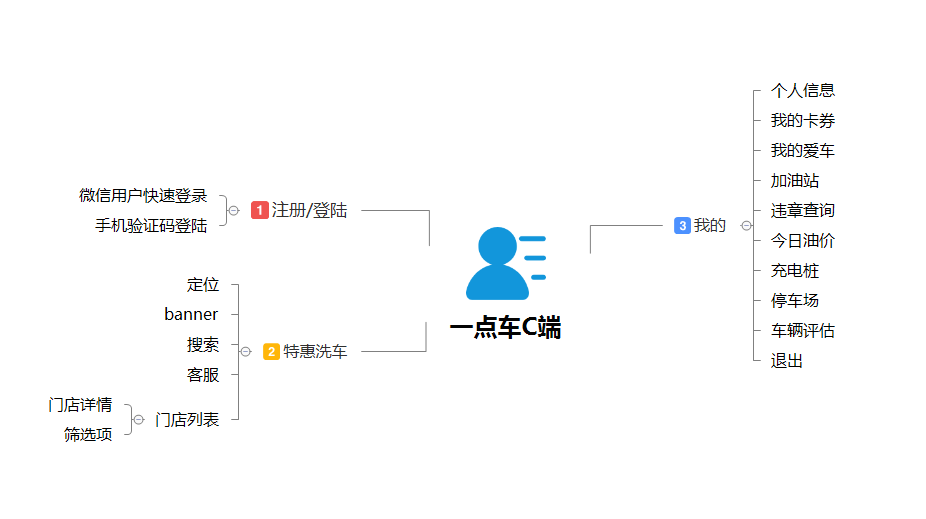 一点车C端
1 注册/登陆
微信用户快速登录
手机验证码登陆
2 特惠洗车
定位
banner
搜索
客服
门店列表
门店详情
筛选项
3 我的
个人信息
我的卡券
我的爱车
加油站
违章查询
今日油价
充电桩
停车场
车辆评估
退出